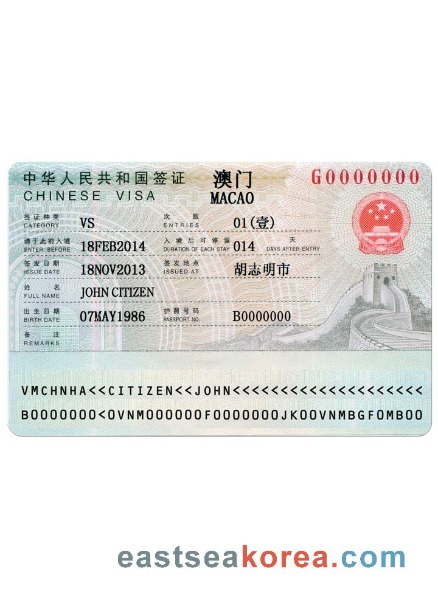 中华人民共和国签证 澳门 G0000000
CHINESE VISA MACAO
签证种类 VS 次数 01(壹)
CATEGORY ENTRIES
请于此前入境 18FEB2014 入境后可停留 014 天
ENTER BEFORE DURATION OF EACH STAY DAYS AFTER ENTRY
签发日期 18NOV2013 签发地点 胡志明市
ISSUE DATE ISSUED AT
姓名 JOHN CITIZEN
FULL NAME
出生日期 07MAY1986 护照号码 B0000000
BIRTH DATE PASSPORT NO.
备注
REMARKS
VMCHNHA<<CITIZEN<<JOHN<<<<<<<<<<<<<<<<<<<<<<
B0000000<0VNM000000F0000000JK00VNMBGF0MB00
eastseakorea.com